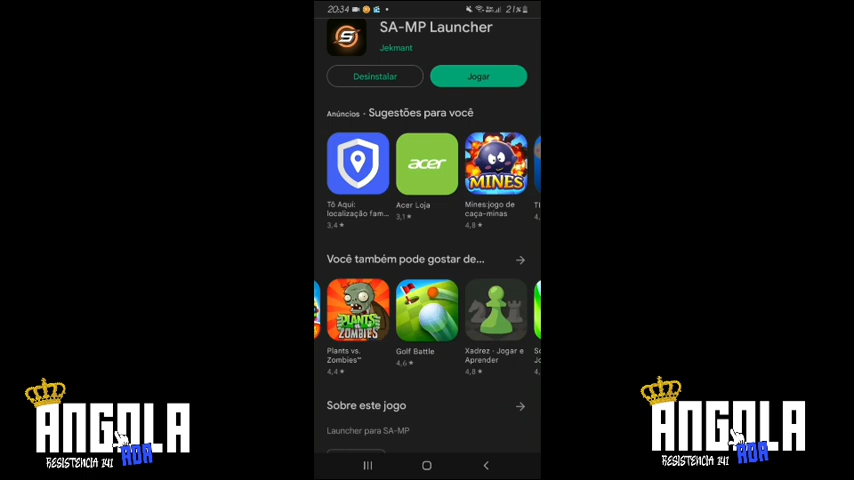 20:34
21%
SA-MP Launcher
Jekmant
Desinstalar
Jogar
Anúncios · Sugestões para você
acer
MINES
Tô Aqui:
localização fam...
3,4 ★
Acer Loja
3,1 ★
Mines:jogo de
caça-minas
4,8 ★
Você também pode gostar de...
PLANTS
VS.
ZOMBIES
Plants vs.
Zombies™
4,4 ★
Golf Battle
4,6 ★
Xadrez · Jogar e
Aprender
4,8 ★
Sobre este jogo
Launcher para SA-MP
ANGOLA
RESISTENCIA 141
ADA
ANGOLA
RESISTENCIA 141
ADA